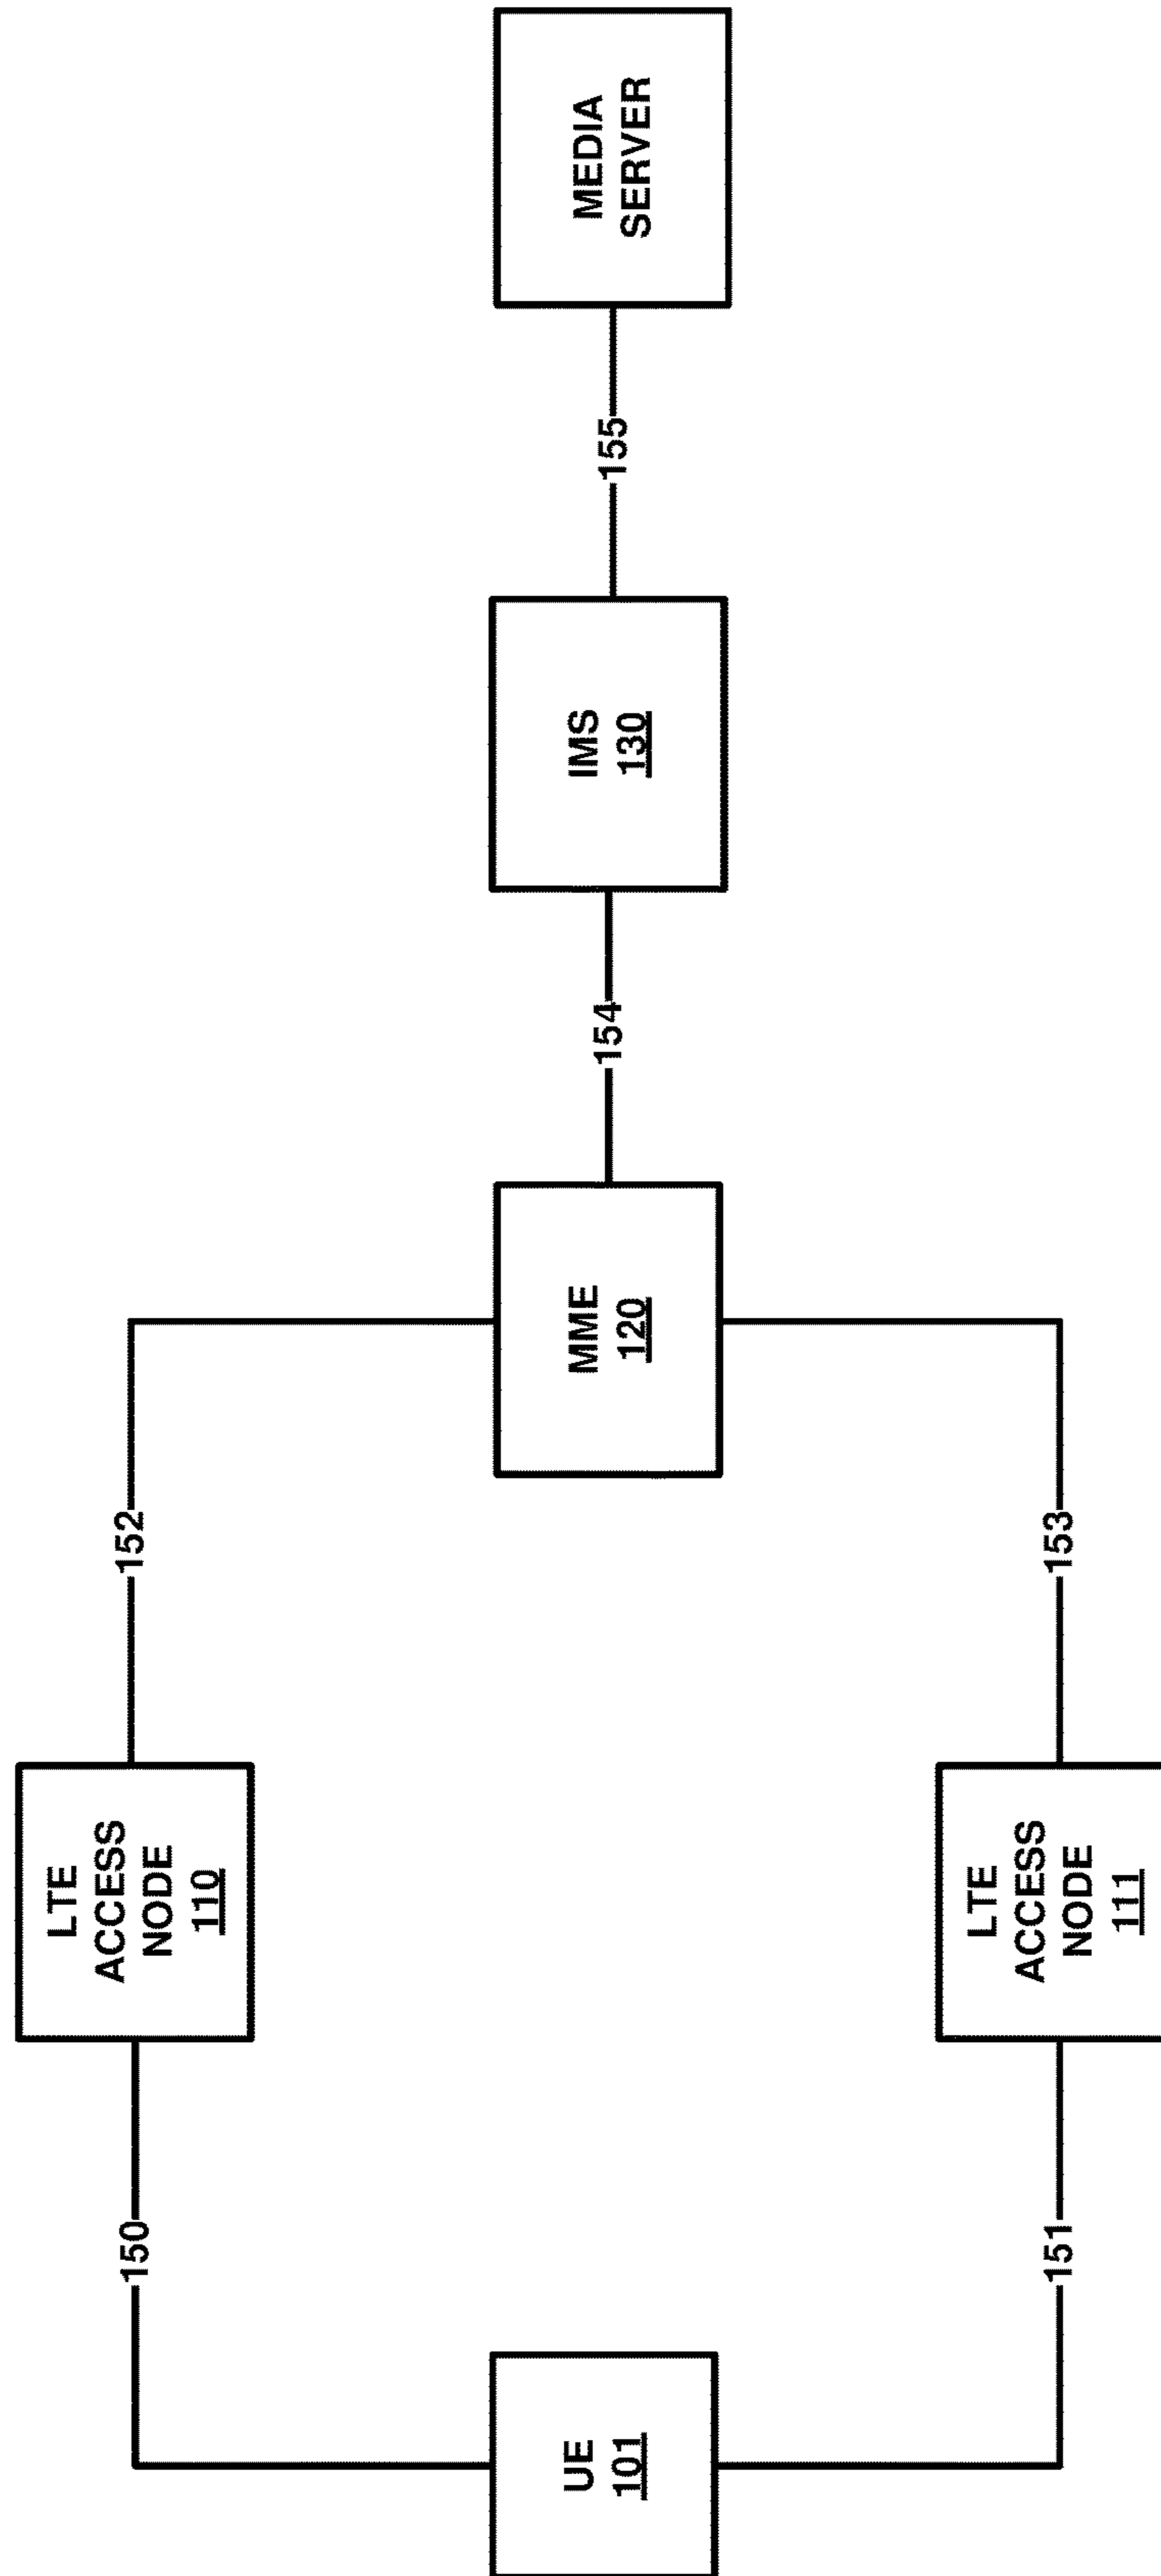 LTE
ACCESS
NODE
110
150
152
UE
101
MME
120
154
IMS
130
155
MEDIA
SERVER
151
153
LTE
ACCESS
NODE
111